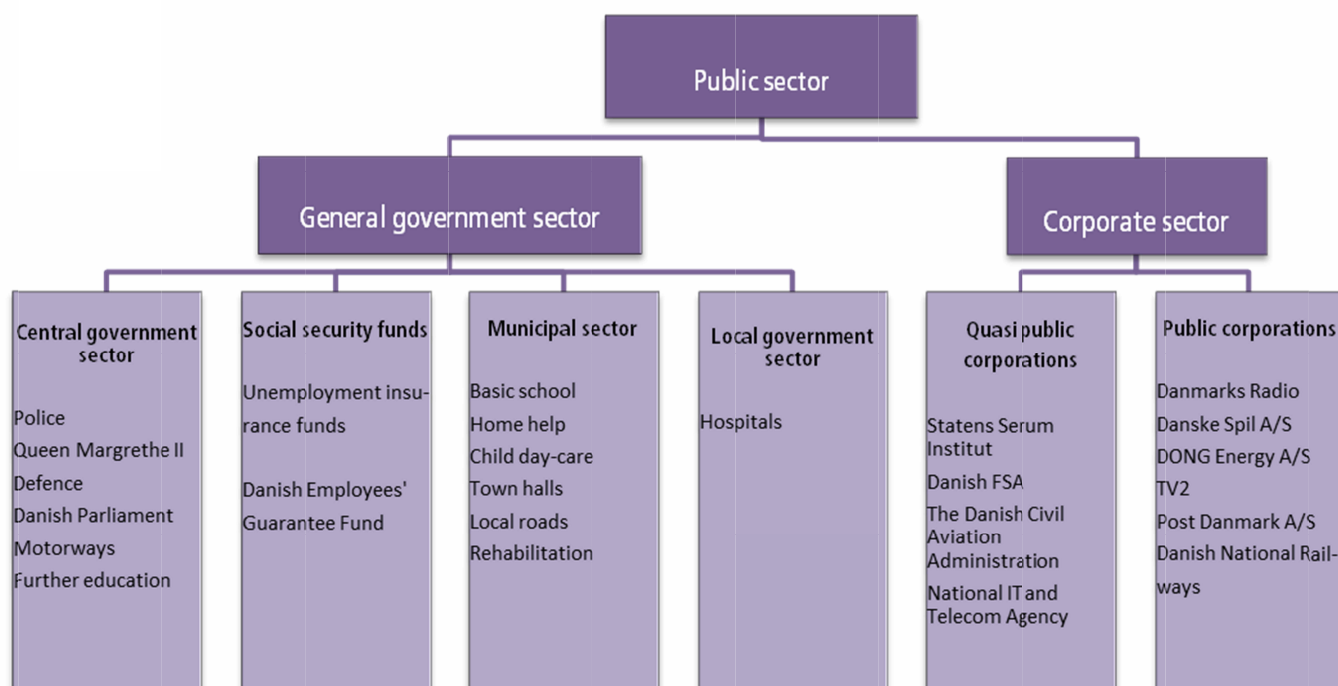 Public sector
General government sector
Corporate sector
Central government
sector
Police
Queen Margrethe II
Defence
Danish Parliament
Motorways
Further education
Social security funds
Unemployment insu-
rance funds
Danish Employees'
Guarantee Fund
Municipal sector
Basic school
Home help
Child day-care
Town halls
Local roads
Rehabilitation
Local government
sector
Hospitals
Quasi public
corporations
Statens Serum
Institut
Danish FSA
The Danish Civil
Aviation
Administration
National IT and
Telecom Agency
Public corporations
Danmarks Radio
Danske Spil A/S
DONG Energy A/S
TV2
Post Danmark A/S
Danish National Rail-
ways